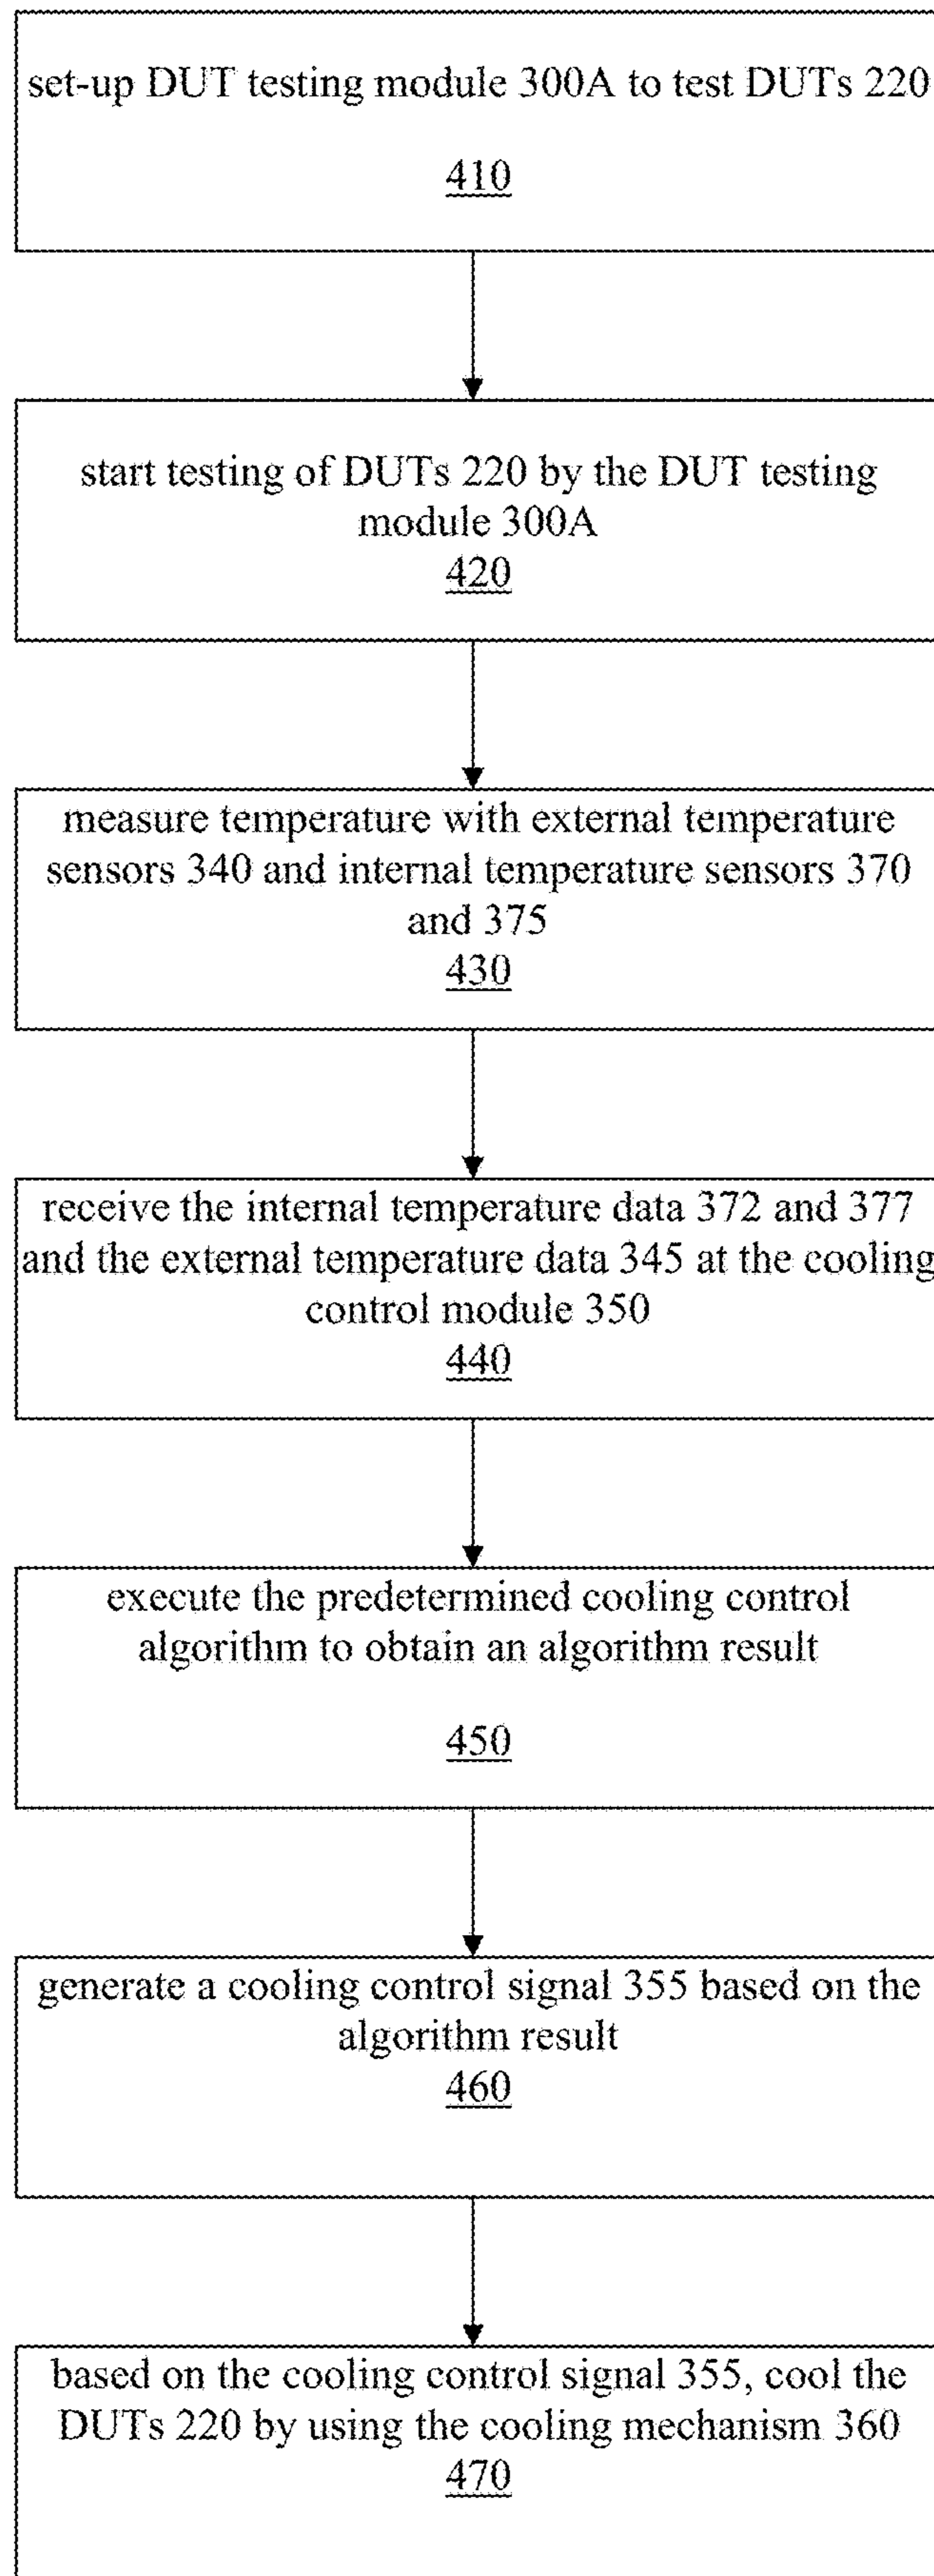 set-up DUT testing module 300A to test DUTs 220
410
start testing of DUTs 220 by the DUT testing
module 300A
420
measure temperature with external temperature
sensors 340 and internal temperature sensors 370
and 375
430
receive the internal temperature data 372 and 377
and the external temperature data 345 at the cooling
control module 350
440
execute the predetermined cooling control
algorithm to obtain an algorithm result
450
generate a cooling control signal 355 based on the
algorithm result
460
based on the cooling control signal 355, cool the
DUTs 220 by using the cooling mechanism 360
470